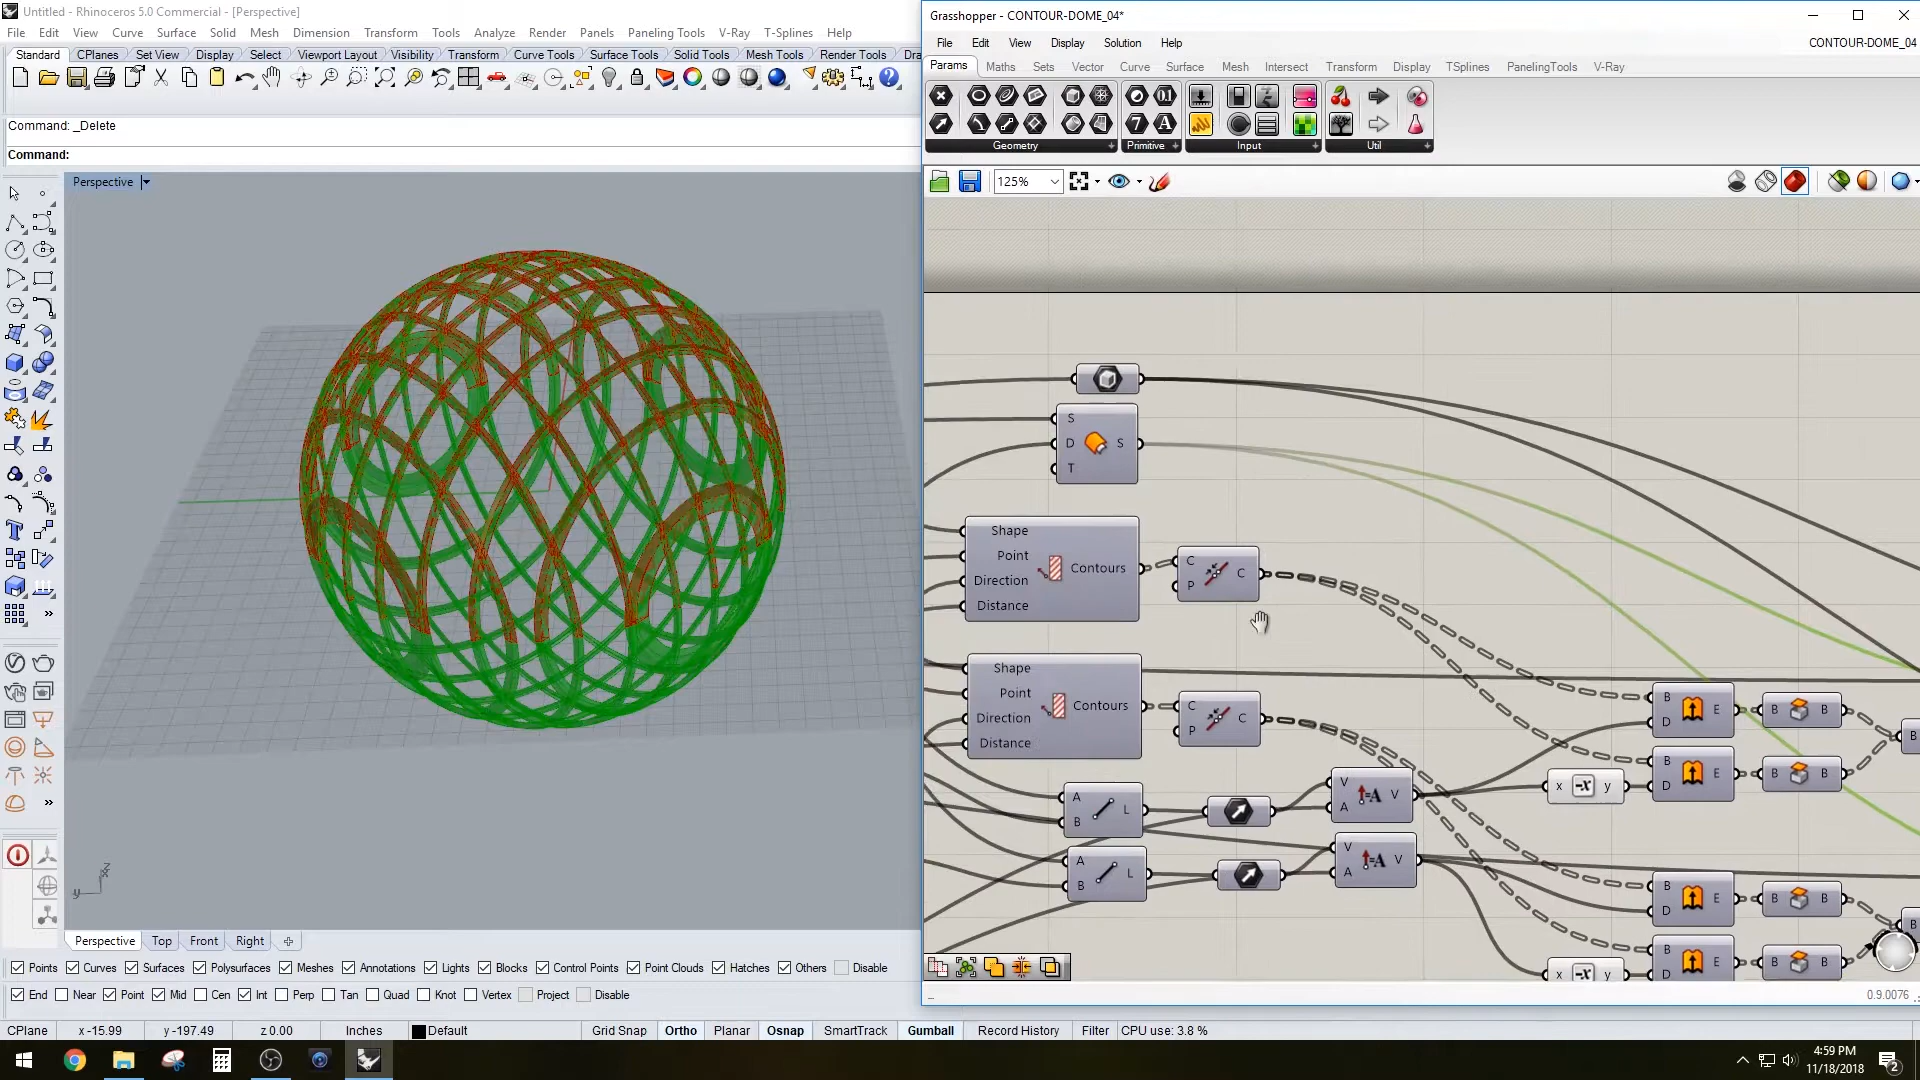 Untitled - Rhinoceros 5.0 Commercial - [Perspective]
File Edit View Curve Surface Solid Mesh Dimension Transform Tools Analyze Render Panels Paneling Tools V-Ray T-Splines Help
Standard CPlanes Set View Display Select Viewport Layout Visibility Transform Curve Tools Surface Tools Solid Tools Mesh Tools Render Tools Dra
Command: _Delete
Command:
Perspective
z
y
Perspective Top Front Right
Points Curves Surfaces Polysurfaces Meshes Annotations Lights Blocks Control Points Point Clouds Hatches Others Disable
End Near Point Mid Cen Int Perp Tan Quad Knot Vertex Project Disable
CPlane x -15.99 y -197.49 z 0.00 Inches Default Grid Snap Ortho Planar Osnap SmartTrack Gumball Record History Filter CPU use: 3.8 %
Grasshopper - CONTOUR-DOME_04*
File Edit View Display Solution Help CONTOUR-DOME_04
Params Maths Sets Vector Curve Surface Mesh Intersect Transform Display TSplines PanelingTools V-Ray
Geometry Primitive Input Util
125%
S
D S
T
Shape
Point
Direction
Distance
Contours
C
P
C
Shape
Point
Direction
Distance
Contours
C
P
C
A
B
L
A
B
L
V
A
V
V
A
V
x -x y
x -x y
B
D
E
B B
B
D
E
B B
B
B
D
E
B B
B
D
E
B B
B
0.9.0076
4:59 PM
11/18/2018
2